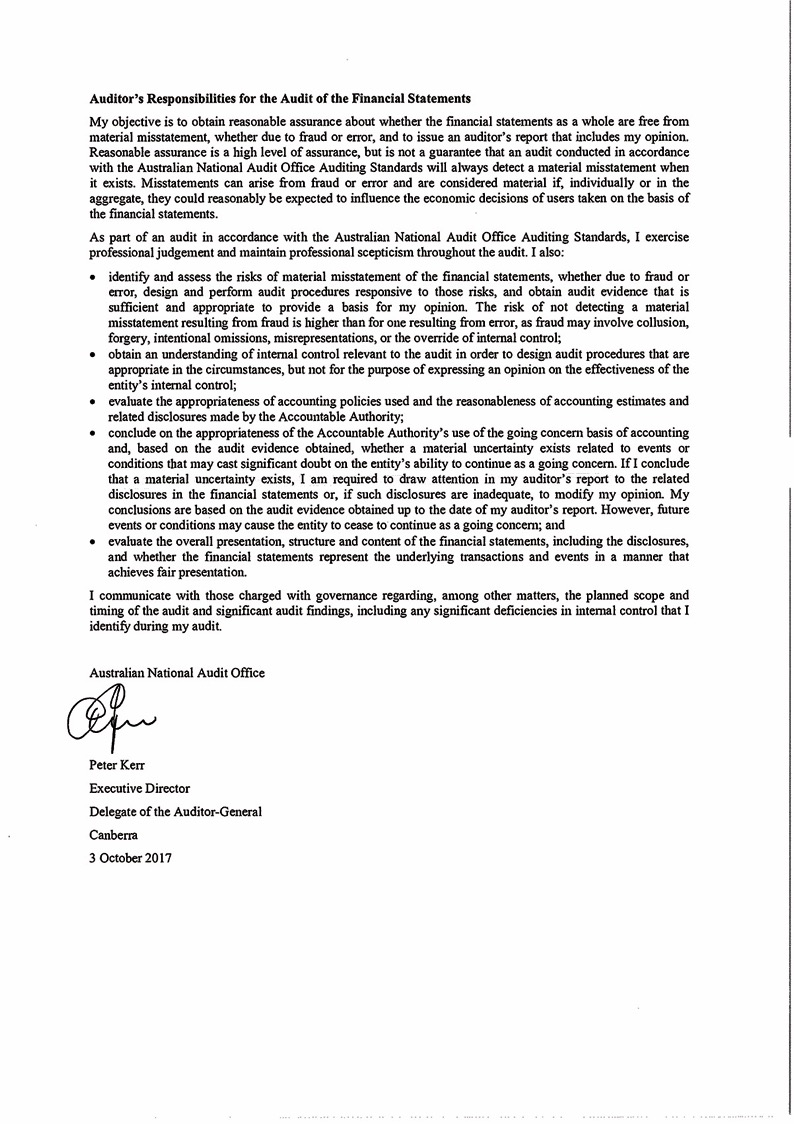 Auditor's Responsibilities for the Audit of the Financial Statements
My objective is to obtain reasonable assurance about whether the financial statements as a whole are free from
material misstatement, whether due to fraud or error, and to issue an auditor's report that includes my opinion.
Reasonable assurance is a high level of assurance, but is not a guarantee that an audit conducted in accordance
with the Australian National Audit Office Auditing Standards will always detect a material misstatement when
it exists. Misstatements can arise from fraud or error and are considered material if, individually or in the
aggregate, they could reasonably be expected to influence the economic decisions of users taken on the basis of
the financial statements.
As part of an audit in accordance with the Australian National Audit Office Auditing Standards, I exercise
professional judgement and maintain professional scepticism throughout the audit. I also:
• identify and assess the risks of material misstatement of the financial statements, whether due to fraud or
error, design and perform audit procedures responsive to those risks, and obtain audit evidence that is
sufficient and appropriate to provide a basis for my opinion. The risk of not detecting a material
misstatement resulting from fraud is higher than for one resulting from error, as fraud may involve collusion,
forgery, intentional omissions, misrepresentations, or the override of internal control;
• obtain an understanding of internal control relevant to the audit in order to design audit procedures that are
appropriate in the circumstances, but not for the purpose of expressing an opinion on the effectiveness of the
entity's internal control;
• evaluate the appropriateness of accounting policies used and the reasonableness of accounting estimates and
related disclosures made by the Accountable Authority;
• conclude on the appropriateness of the Accountable Authority's use of the going concern basis of accounting
and, based on the audit evidence obtained, whether a material uncertainty exists related to events or
conditions that may cast significant doubt on the entity's ability to continue as a going concern. If I conclude
that a material uncertainty exists, I am required to draw attention in my auditor's report to the related
disclosures in the financial statements or, if such disclosures are inadequate, to modify my opinion. My
conclusions are based on the audit evidence obtained up to the date of my auditor's report. However, future
events or conditions may cause the entity to cease to continue as a going concern; and
• evaluate the overall presentation, structure and content of the financial statements, including the disclosures,
and whether the financial statements represent the underlying transactions and events in a manner that
achieves fair presentation.
I communicate with those charged with governance regarding, among other matters, the planned scope and
timing of the audit and significant audit findings, including any significant deficiencies in internal control that I
identify during my audit.
Australian National Audit Office
Peter Kerr
Executive Director
Delegate of the Auditor-General
Canberra
3 October 2017